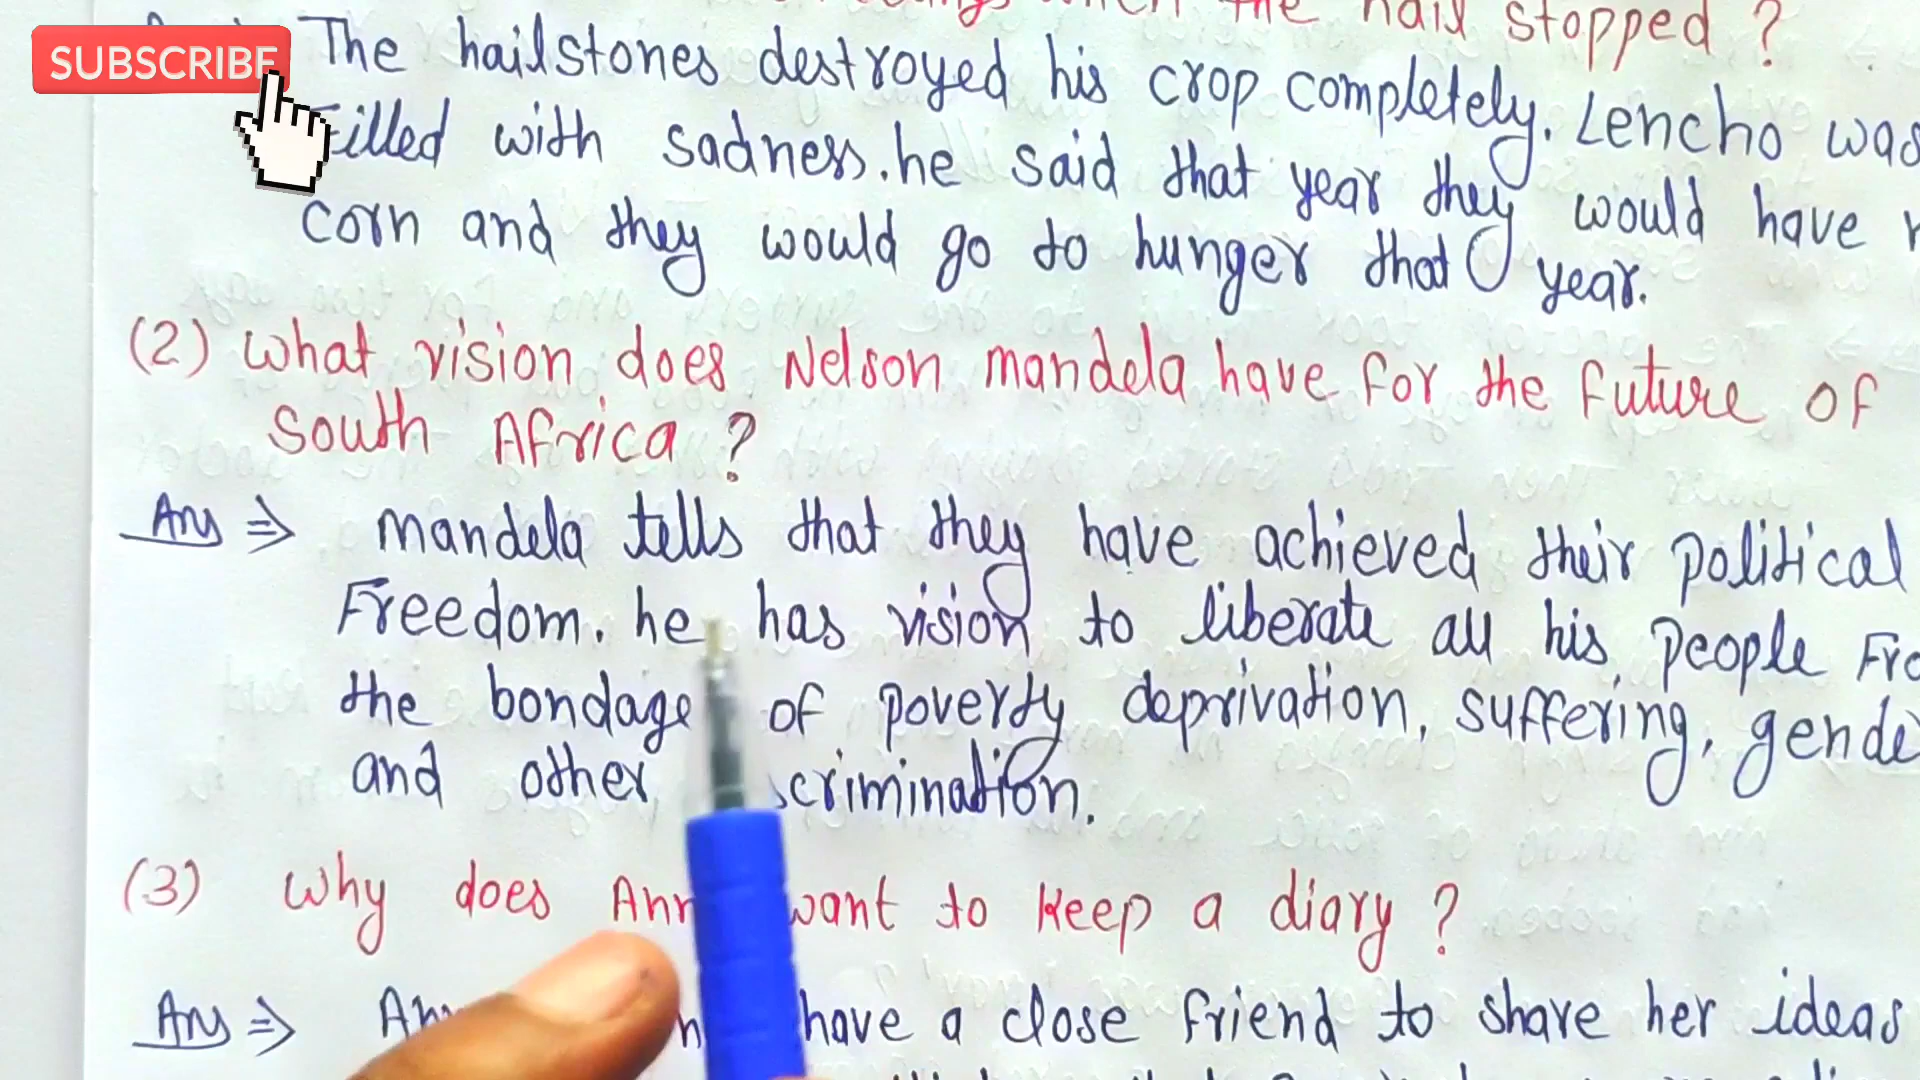 the hail stopped ?
SUBSCRIBE
The hailstones destroyed his crop completely. Lencho was
Filled with sadness. he said that year they would have
corn and they would go to hunger that year.
(2) What vision does Nelson mandela have for the future of
South Africa ?
Ans ⇒ mandela tells that they have achieved their political
Freedom. he has vision to liberate all his people
the bondage of poverty deprivation, suffering,
and other
(3) Why does want to keep a diary ?
Ans ⇒ have a close friend to share her ideas